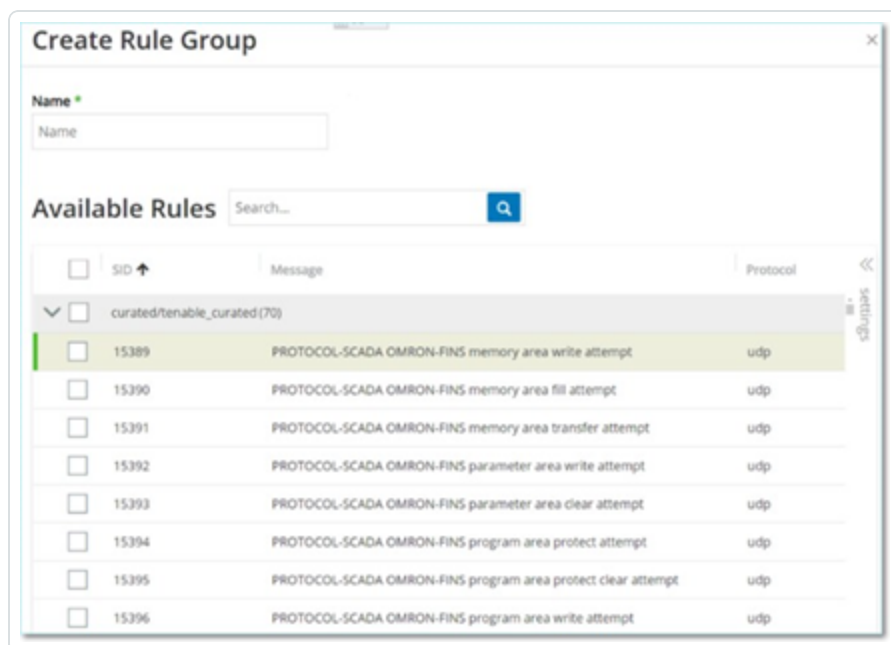 Create Rule Group
Name *
Name
Available Rules Search...
SID Message Protocol
settings
curated/tenable_curated (70)
15389 PROTOCOL-SCADA OMRON-FINS memory area write attempt udp
15390 PROTOCOL-SCADA OMRON-FINS memory area fill attempt udp
15391 PROTOCOL-SCADA OMRON-FINS memory area transfer attempt udp
15392 PROTOCOL-SCADA OMRON-FINS parameter area write attempt udp
15393 PROTOCOL-SCADA OMRON-FINS parameter area clear attempt udp
15394 PROTOCOL-SCADA OMRON-FINS program area protect attempt udp
15395 PROTOCOL-SCADA OMRON-FINS program area protect clear attempt udp
15396 PROTOCOL-SCADA OMRON-FINS program area write attempt udp